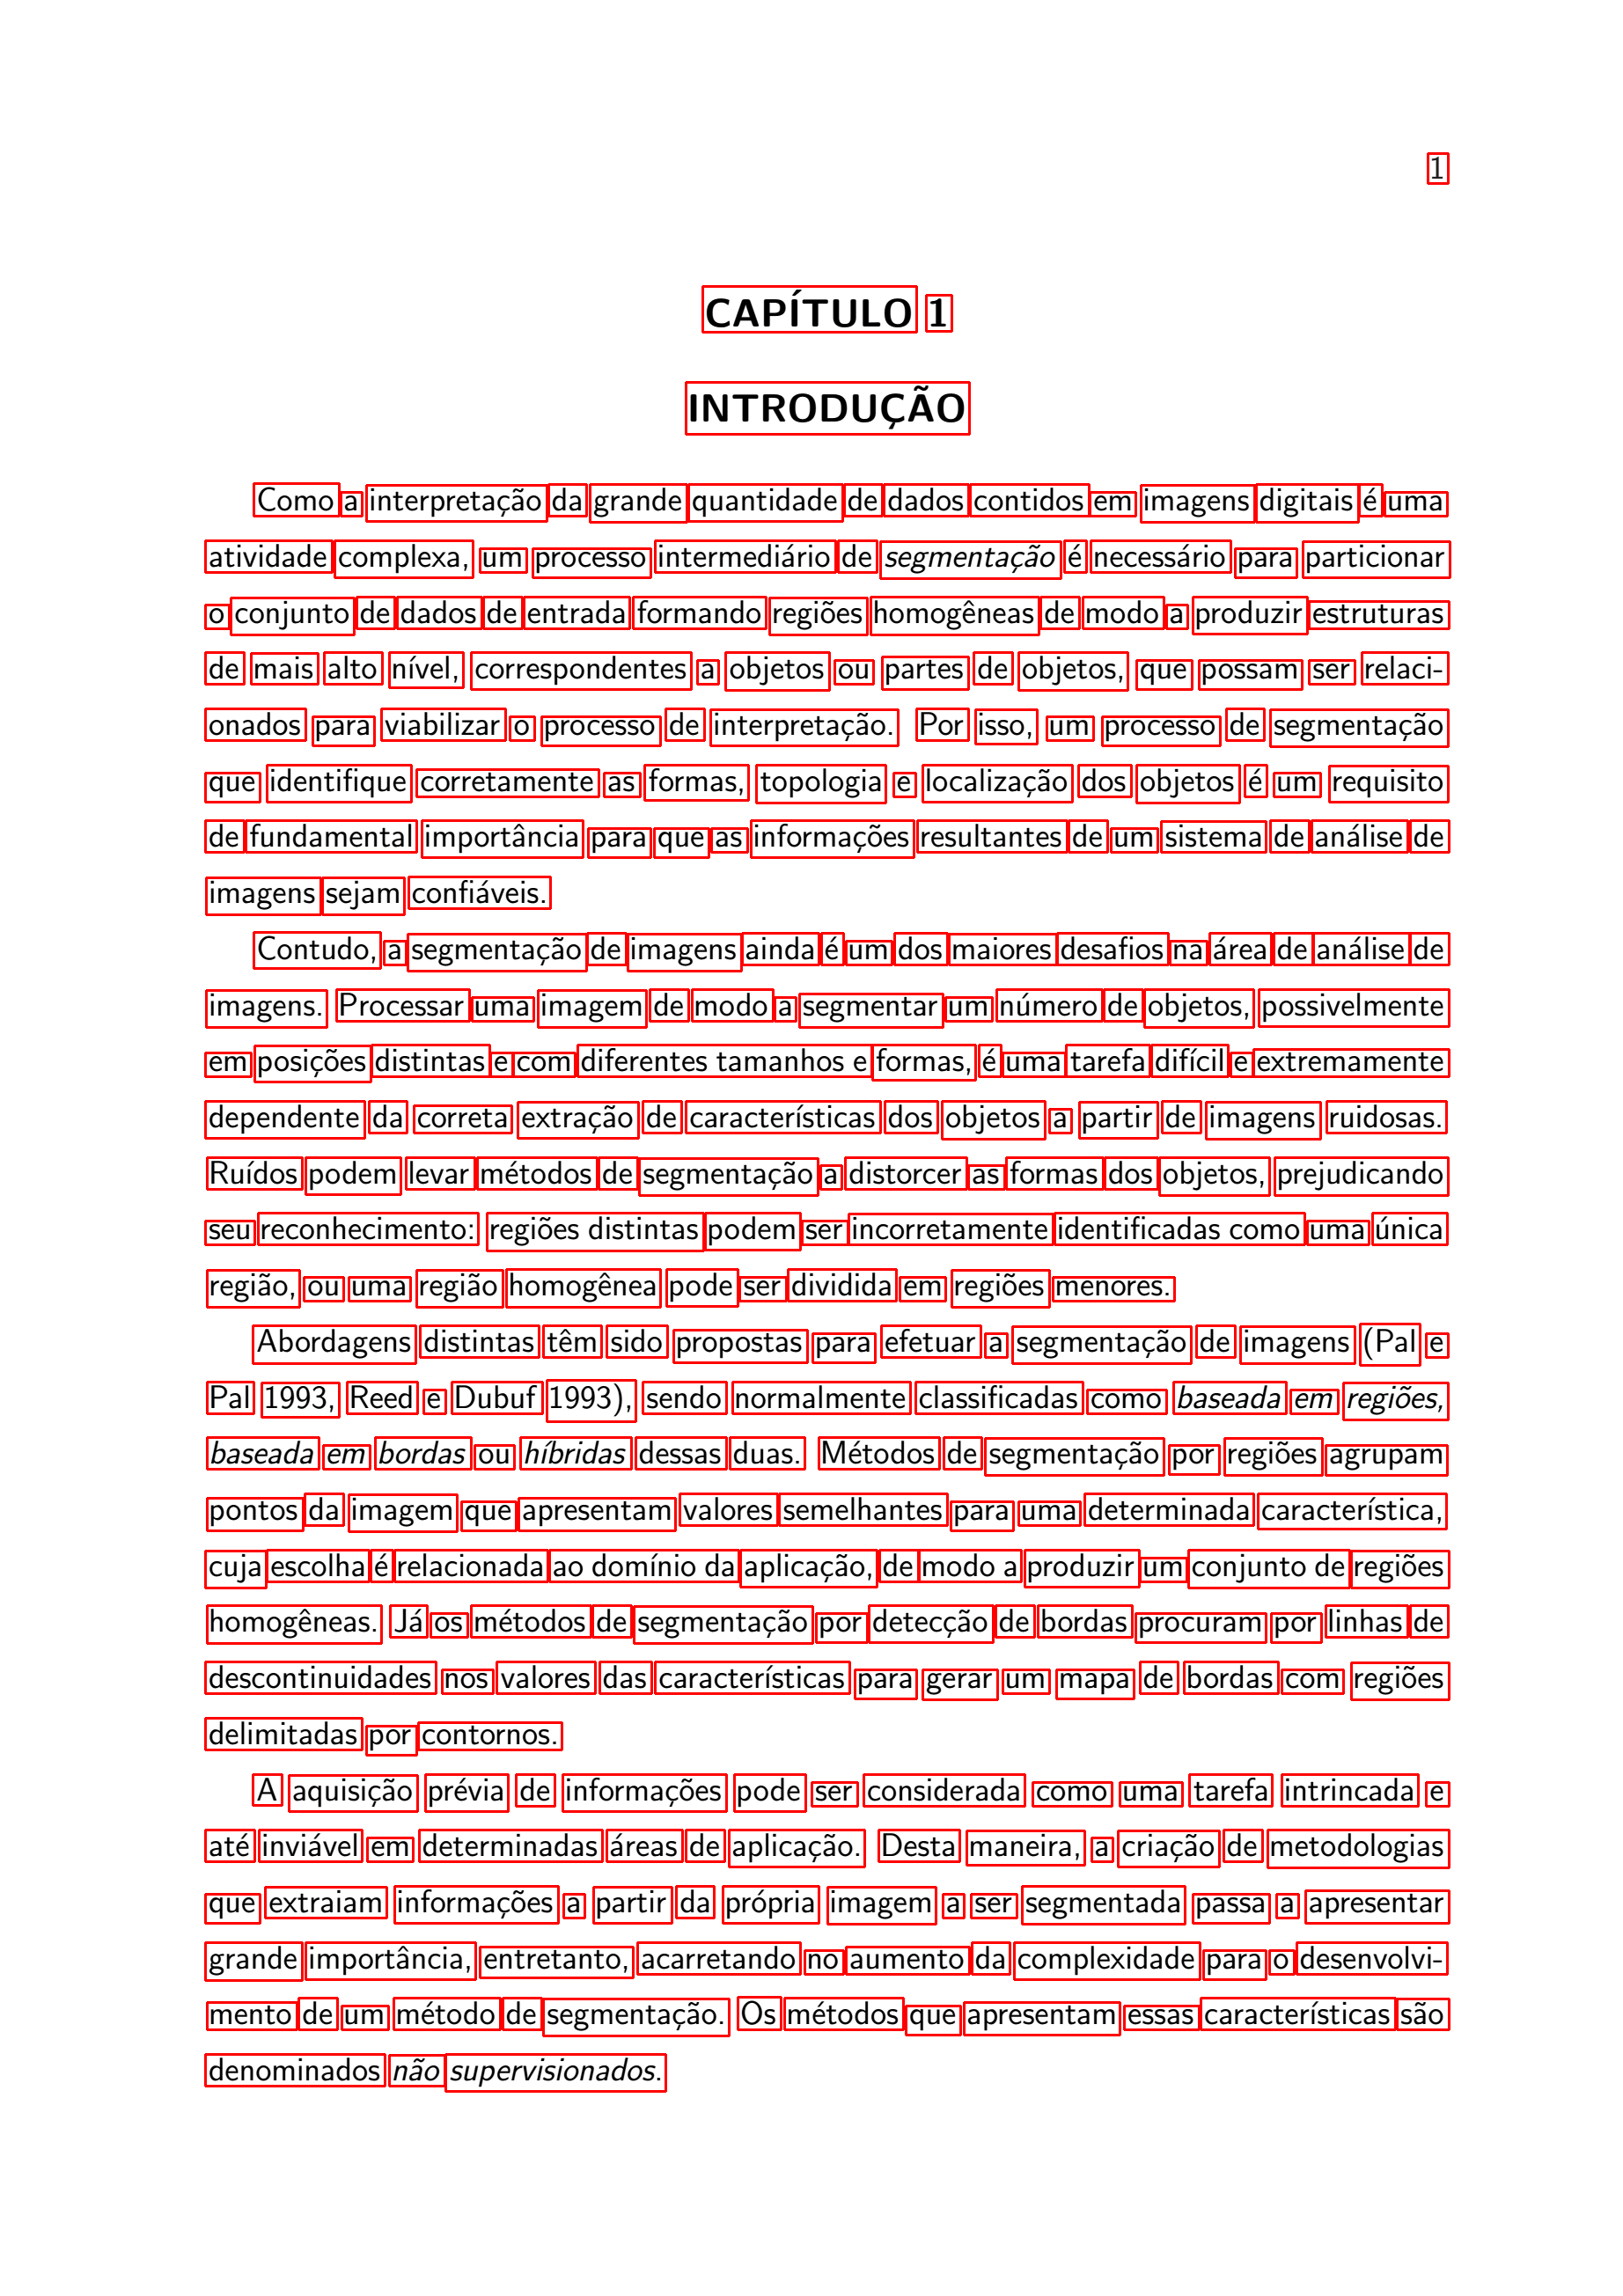 1
CAPÍTULO 1
INTRODUÇÃO
Como a interpretação da grande quantidade de dados contidos em imagens digitais é uma
atividade complexa, um processo intermediário de segmentação é necessário para particionar
o conjunto de dados de entrada formando regiões homogêneas de modo a produzir estruturas
de mais alto nível, correspondentes a objetos ou partes de objetos, que possam ser relaci-
onados para viabilizar o processo de interpretação. Por isso, um processo de segmentação
que identifique corretamente as formas, topologia e localização dos objetos é um requisito
de fundamental importância para que as informações resultantes de um sistema de análise de
imagens sejam confiáveis.
Contudo, a segmentação de imagens ainda é um dos maiores desafios na área de análise de
imagens. Processar uma imagem de modo a segmentar um número de objetos, possivelmente
em posições distintas e com diferentes tamanhos e formas, é uma tarefa difícil e extremamente
dependente da correta extração de características dos objetos a partir de imagens ruidosas.
Ruídos podem levar métodos de segmentação a distorcer as formas dos objetos, prejudicando
seu reconhecimento: regiões distintas podem ser incorretamente identificadas como uma única
região, ou uma região homogênea pode ser dividida em regiões menores.
Abordagens distintas têm sido propostas para efetuar a segmentação de imagens (Pal e
Pal 1993, Reed e Dubuf 1993), sendo normalmente classificadas como baseada em regiões,
baseada em bordas ou híbridas dessas duas. Métodos de segmentação por regiões agrupam
pontos da imagem que apresentam valores semelhantes para uma determinada característica,
cuja escolha é relacionada ao domínio da aplicação, de modo a produzir um conjunto de regiões
homogêneas. Já os métodos de segmentação por detecção de bordas procuram por linhas de
descontinuidades nos valores das características para gerar um mapa de bordas com regiões
delimitadas por contornos.
A aquisição prévia de informações pode ser considerada como uma tarefa intrincada e
até inviável em determinadas áreas de aplicação. Desta maneira, a criação de metodologias
que extraiam informações a partir da própria imagem a ser segmentada passa a apresentar
grande importância, entretanto, acarretando no aumento da complexidade para o desenvolvi-
mento de um método de segmentação. Os métodos que apresentam essas características são
denominados não supervisionados.